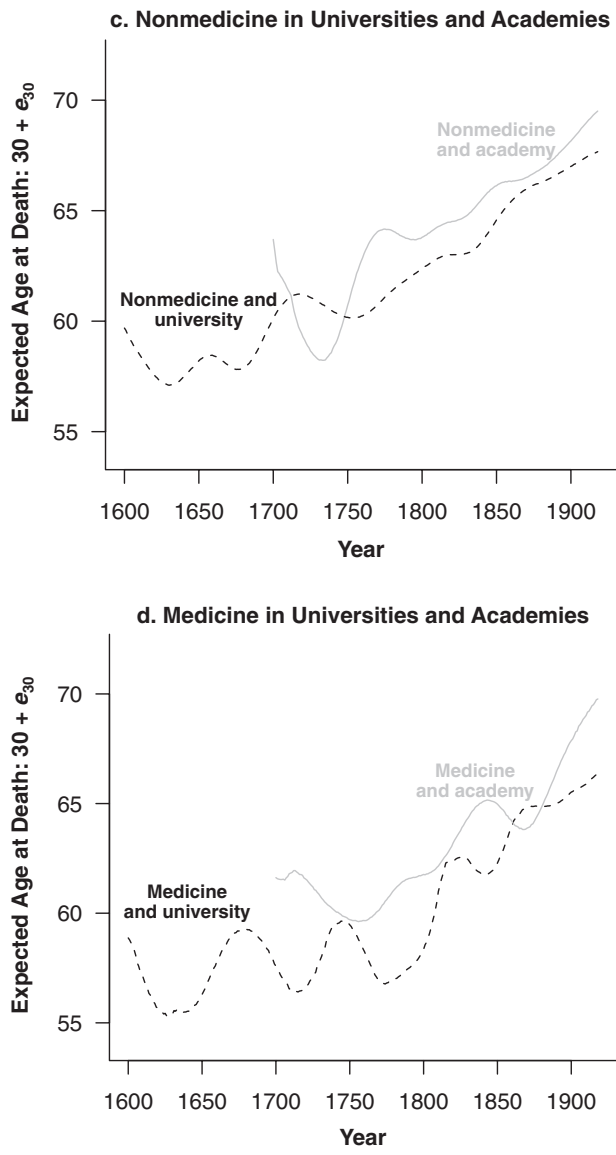 c. Nonmedicine in Universities and Academies
Expected Age at Death: 30 + e30
70
65
60
55
Nonmedicine
and academy
Nonmedicine and
university
1600 1650 1700 1750 1800 1850 1900
Year
d. Medicine in Universities and Academies
Expected Age at Death: 30 + e30
70
65
60
55
Medicine
and academy
Medicine
and university
1600 1650 1700 1750 1800 1850 1900
Year